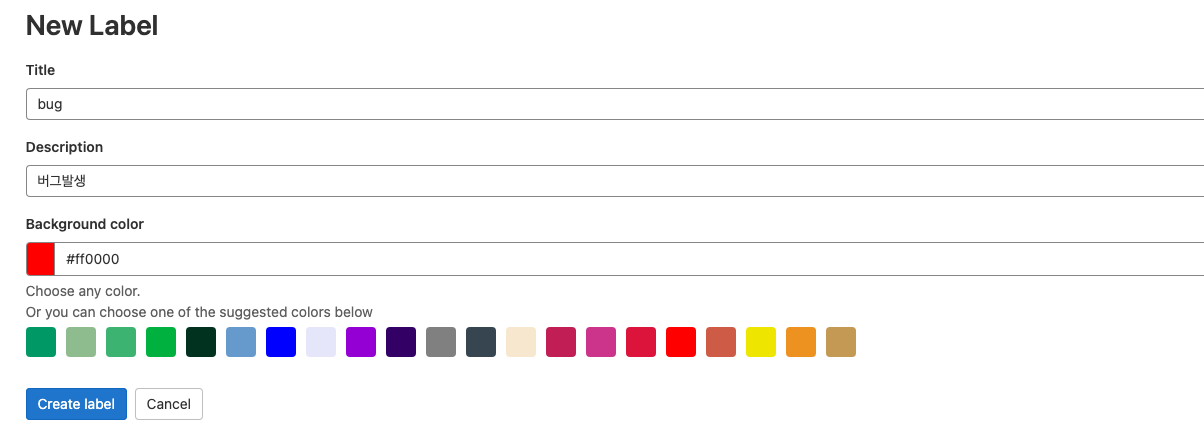 New Label
Title
bug
Description
버그발생
Background color
#ff0000
Choose any color.
Or you can choose one of the suggested colors below
Create label Cancel